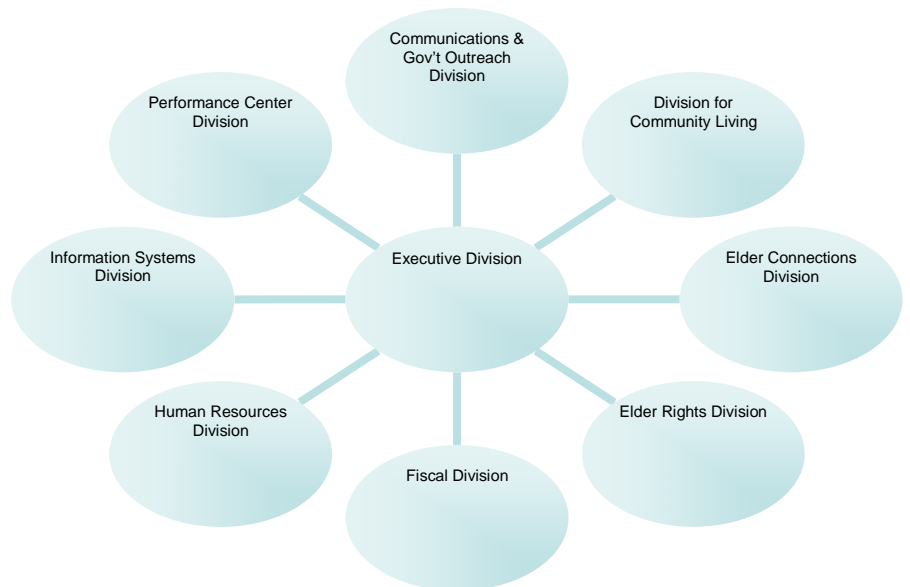 Communications &
Gov't Outreach
Division
Performance Center
Division
Division for
Community Living
Information Systems
Division
Executive Division
Elder Connections
Division
Human Resources
Division
Elder Rights Division
Fiscal Division